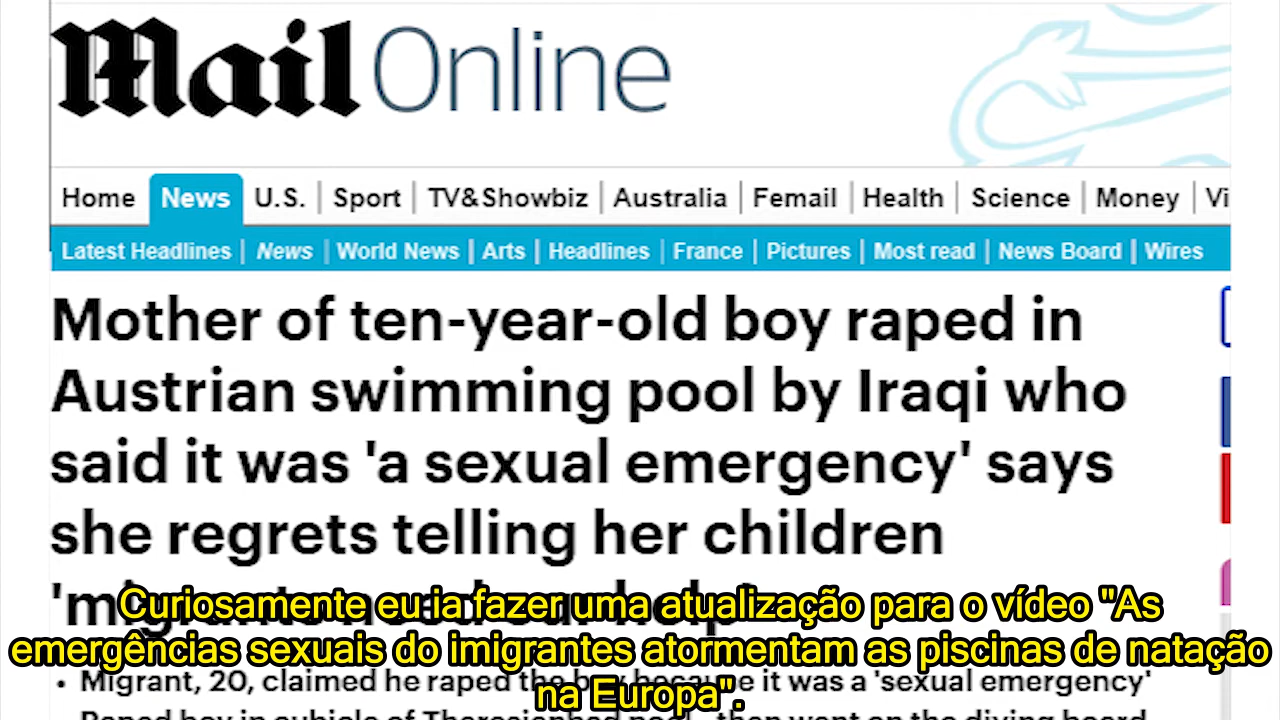 Mail Online
Home News U.S. Sport TV&Showbiz Australia Femail Health Science Money Vi
Latest Headlines News World News Arts Headlines France Pictures Most read News Board Wires
Mother of ten-year-old boy raped in
Austrian swimming pool by Iraqi who
said it was 'a sexual emergency' says
she regrets telling her children
Curiosamente eu ia fazer uma atualização para o vídeo "As
emergências sexuais do imigrantes atormentam as piscinas de natação
na Europa".
• Migrant, 20, claimed he raped the boy because it was a 'sexual emergency'